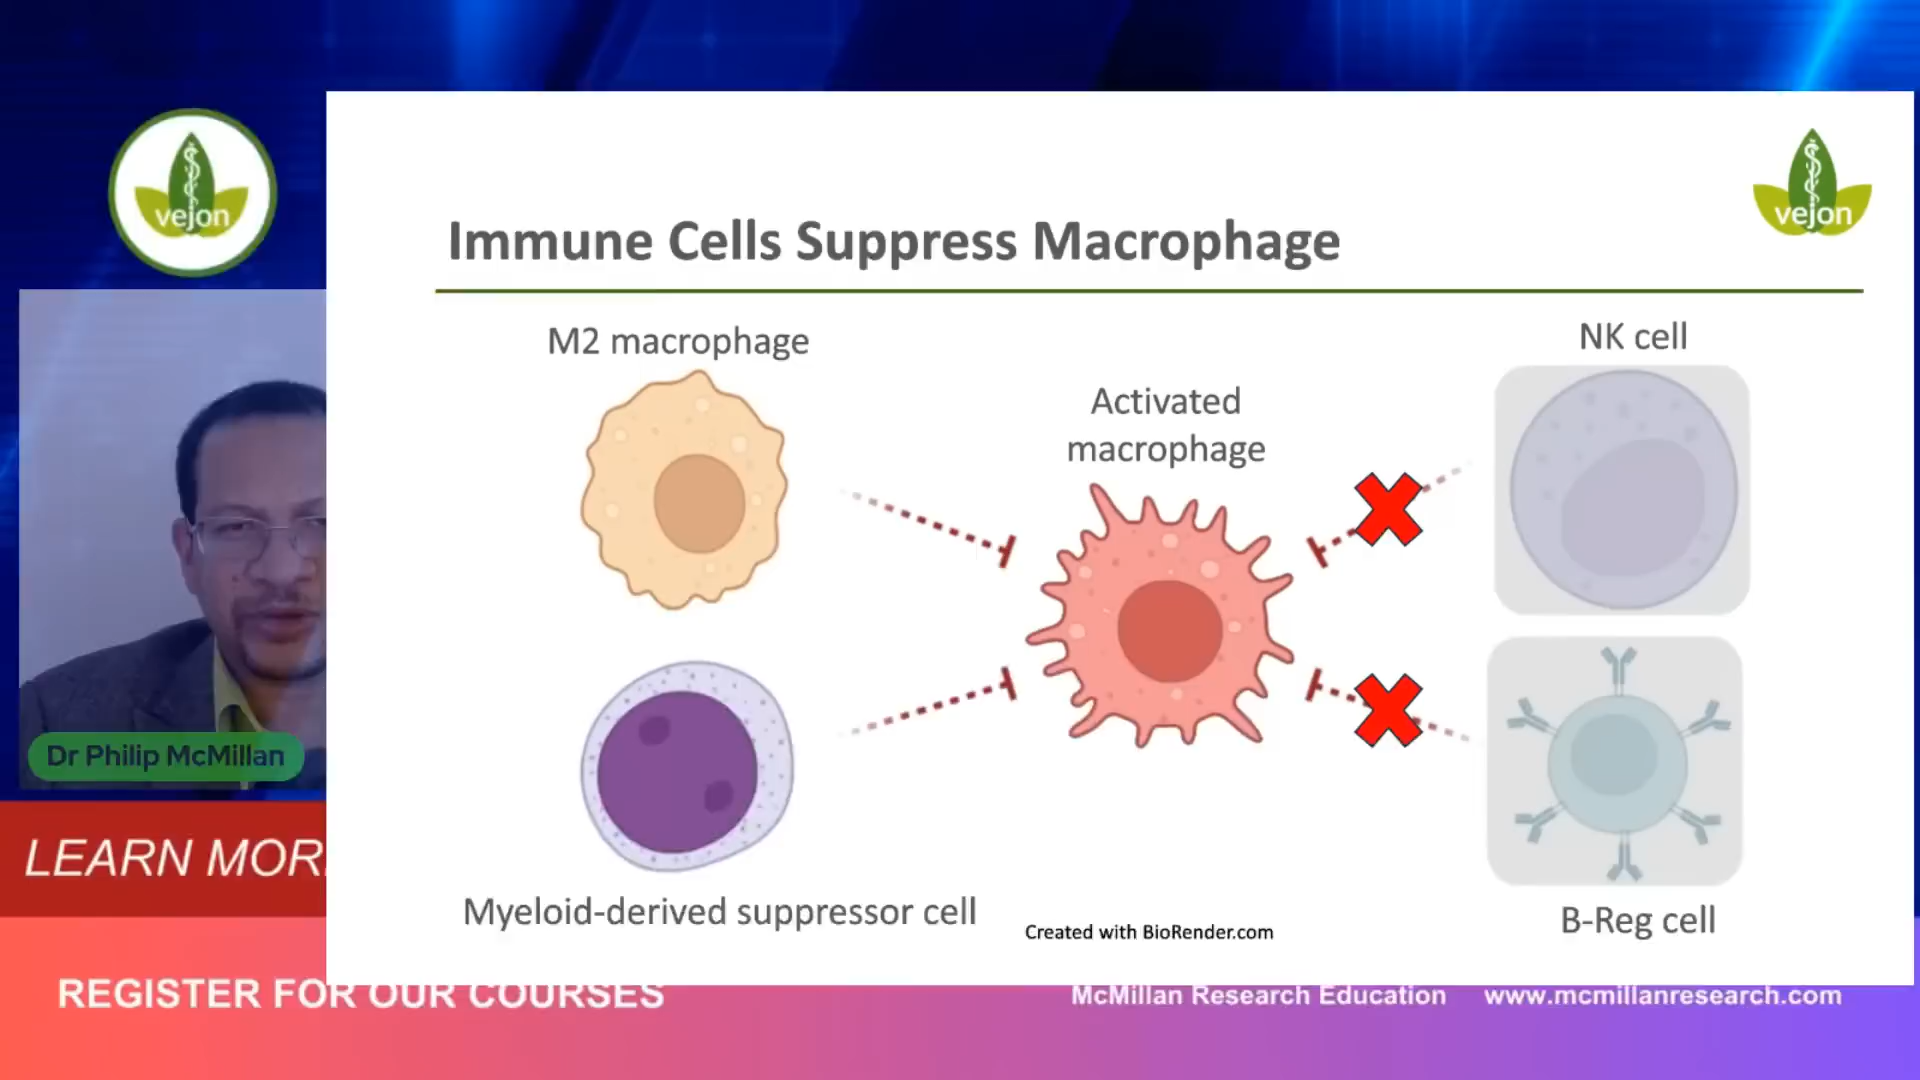 vejon
vejon
Immune Cells Suppress Macrophage
M2 macrophage
NK cell
Activated
macrophage
Dr Philip McMillan
Myeloid-derived suppressor cell
B-Reg cell
Created with BioRender.com
LEARN MOR
REGISTER FOR OUR COURSES
McMillan Research Education
www.mcmillanresearch.com